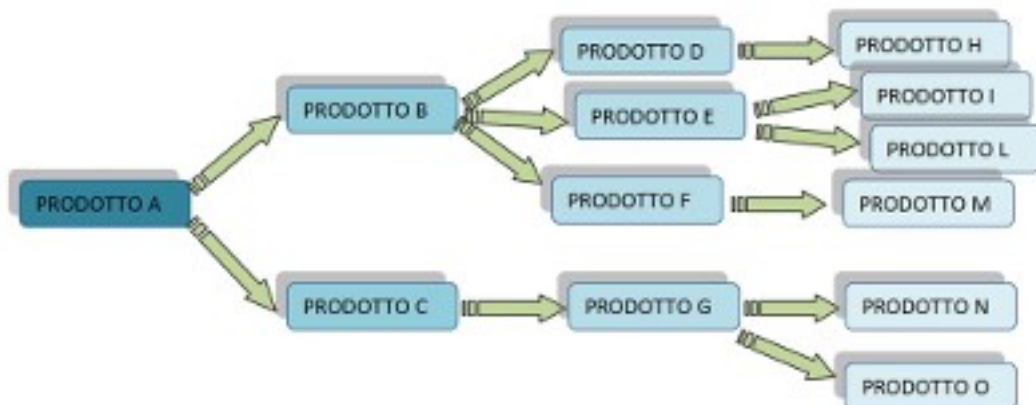 PRODOTTO A
PRODOTTO B
PRODOTTO C
PRODOTTO D
PRODOTTO E
PRODOTTO F
PRODOTTO G
PRODOTTO H
PRODOTTO I
PRODOTTO L
PRODOTTO M
PRODOTTO N
PRODOTTO O